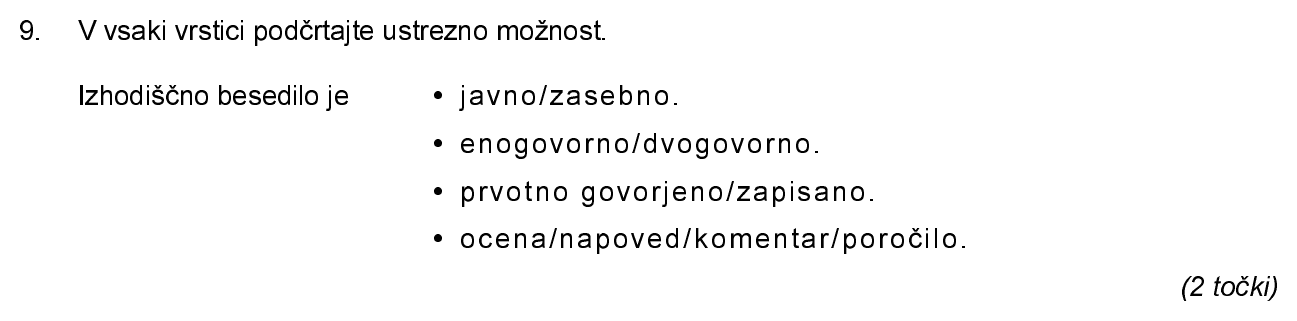 9. V vsaki vrstici podčrtajte ustrezno možnost.
Izhodiščno besedilo je • javno/zasebno.
• enogovorno/dvogovorno.
• prvotno govorjeno/zapisano.
• ocena/napoved/komentar/poročilo.
(2 točki)